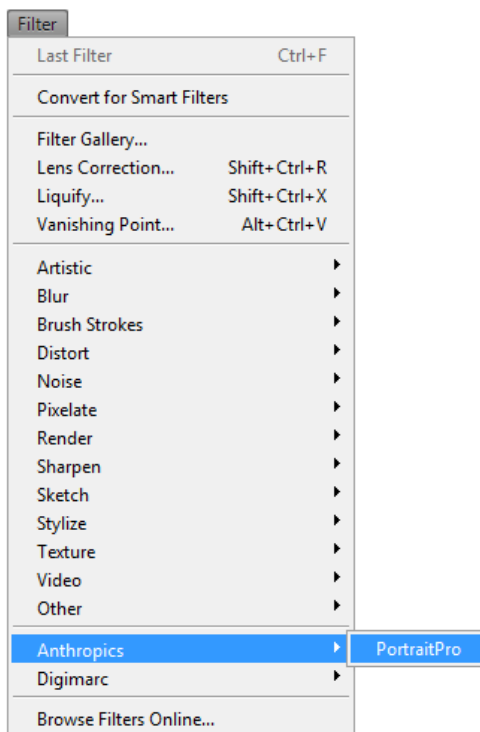 Filter
Last Filter Ctrl+F
Convert for Smart Filters
Filter Gallery...
Lens Correction... Shift+Ctrl+R
Liquify... Shift+Ctrl+X
Vanishing Point... Alt+Ctrl+V
Artistic
Blur
Brush Strokes
Distort
Noise
Pixelate
Render
Sharpen
Sketch
Stylize
Texture
Video
Other
Anthropics PortraitPro
Digimarc
Browse Filters Online...